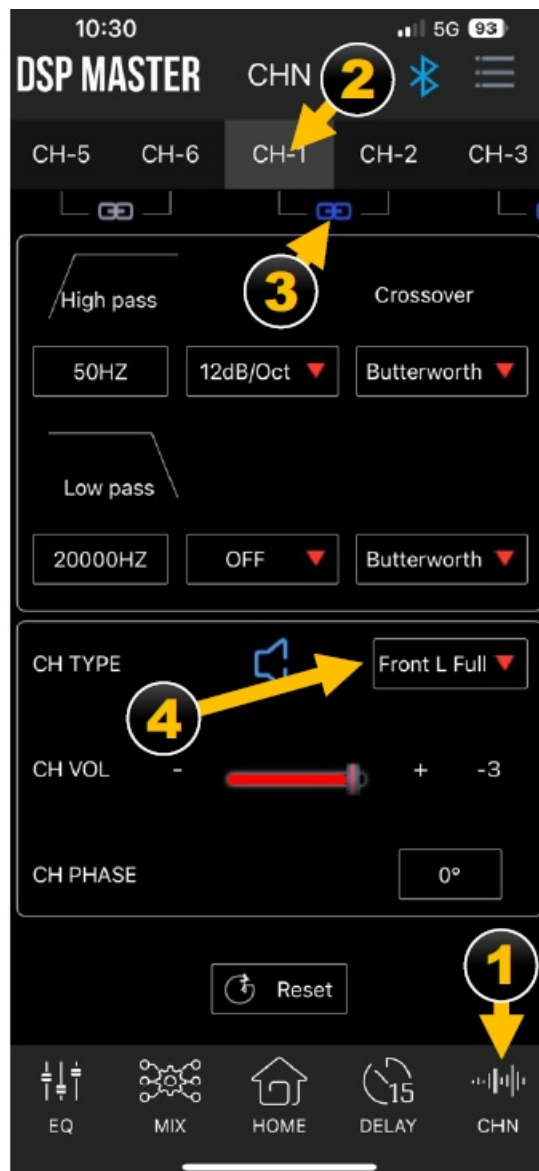 10:30 5G 93
DSP MASTER CHN 2
CH-5 CH-6 CH-1 CH-2 CH-3
3
High pass Crossover
50HZ 12dB/Oct Butterworth
Low pass
20000HZ OFF Butterworth
CH TYPE Front L Full
4
CH VOL - + -3
CH PHASE 0°
1
Reset
15
EQ MIX HOME DELAY CHN